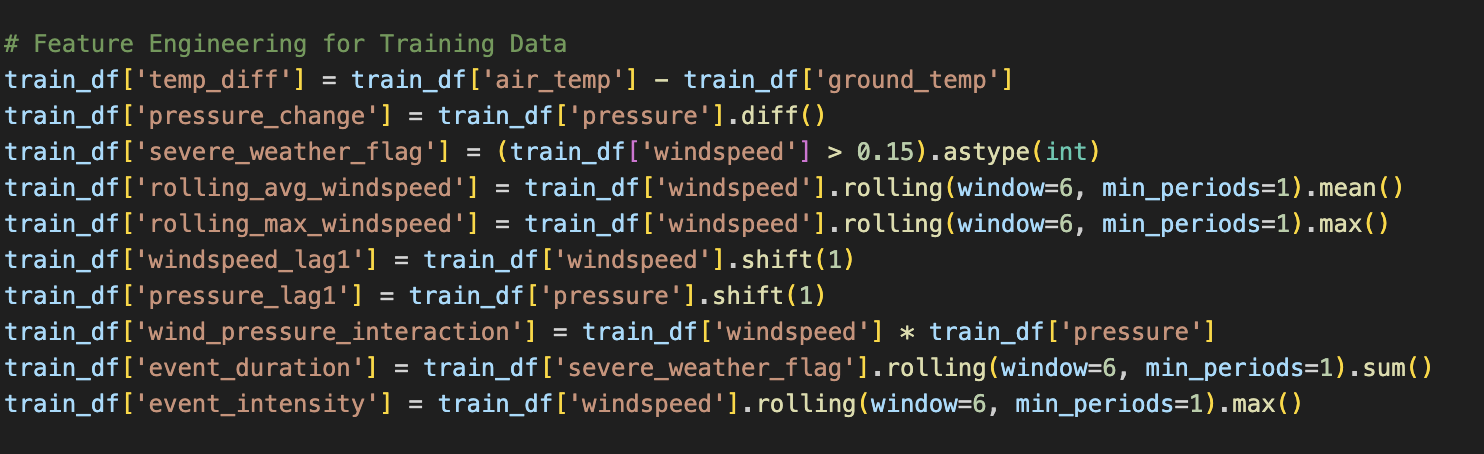 # Feature Engineering for Training Data
train_df['temp_diff'] = train_df['air_temp'] - train_df['ground_temp']
train_df['pressure_change'] = train_df['pressure'].diff()
train_df['severe_weather_flag'] = (train_df['windspeed'] > 0.15).astype(int)
train_df['rolling_avg_windspeed'] = train_df['windspeed'].rolling(window=6, min_periods=1).mean()
train_df['rolling_max_windspeed'] = train_df['windspeed'].rolling(window=6, min_periods=1).max()
train_df['windspeed_lag1'] = train_df['windspeed'].shift(1)
train_df['pressure_lag1'] = train_df['pressure'].shift(1)
train_df['wind_pressure_interaction'] = train_df['windspeed'] * train_df['pressure']
train_df['event_duration'] = train_df['severe_weather_flag'].rolling(window=6, min_periods=1).sum()
train_df['event_intensity'] = train_df['windspeed'].rolling(window=6, min_periods=1).max()